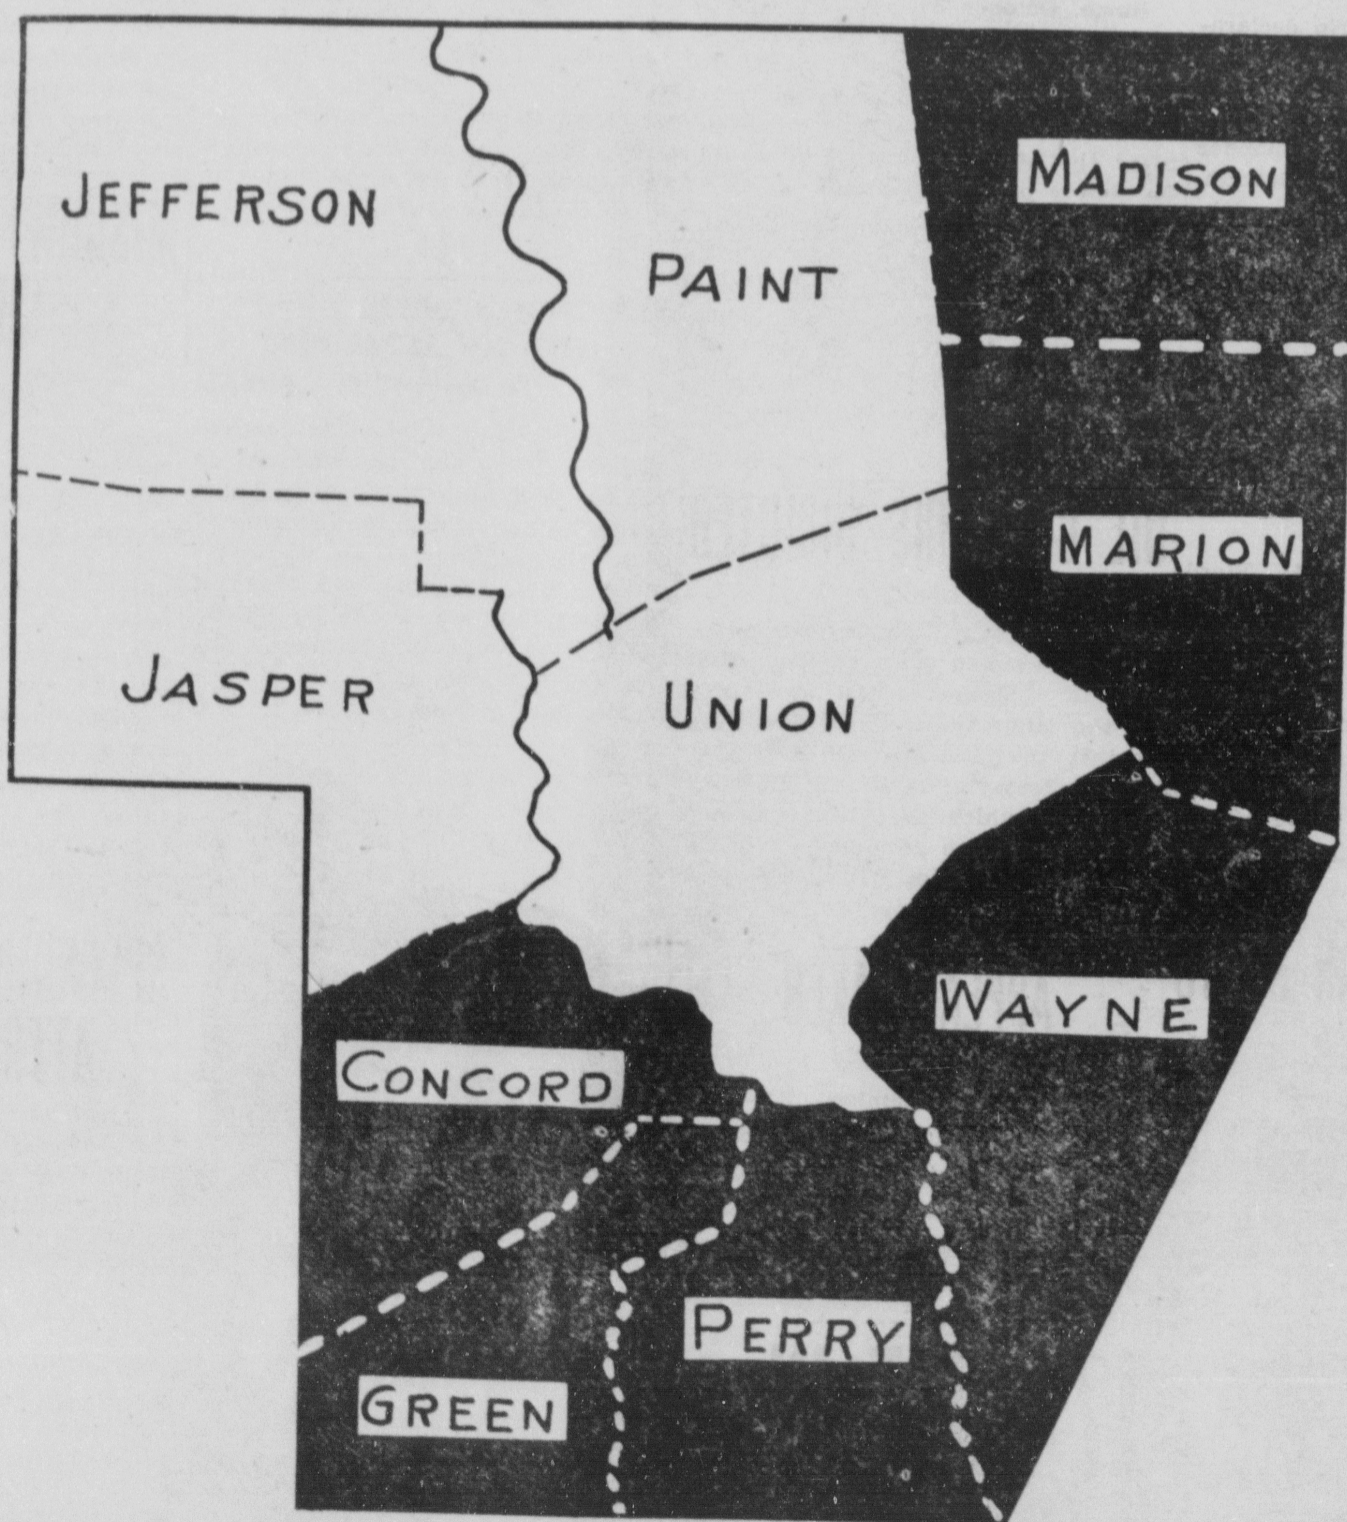 MADISON
JEFFERSON
PAINT
MARION
JASPER
UNION
WAYNE
CONCORD
PERRY
GREEN